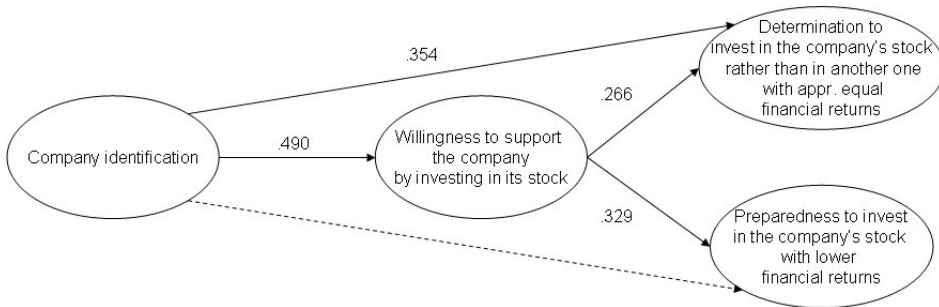 Determination to
invest in the company's stock
rather than in another one
with appr. equal
financial returns
.354
.266
.490
Company identification
Willingness to support
the company
by investing in its stock
.329
Preparedness to invest
in the company's stock
with lower
financial returns